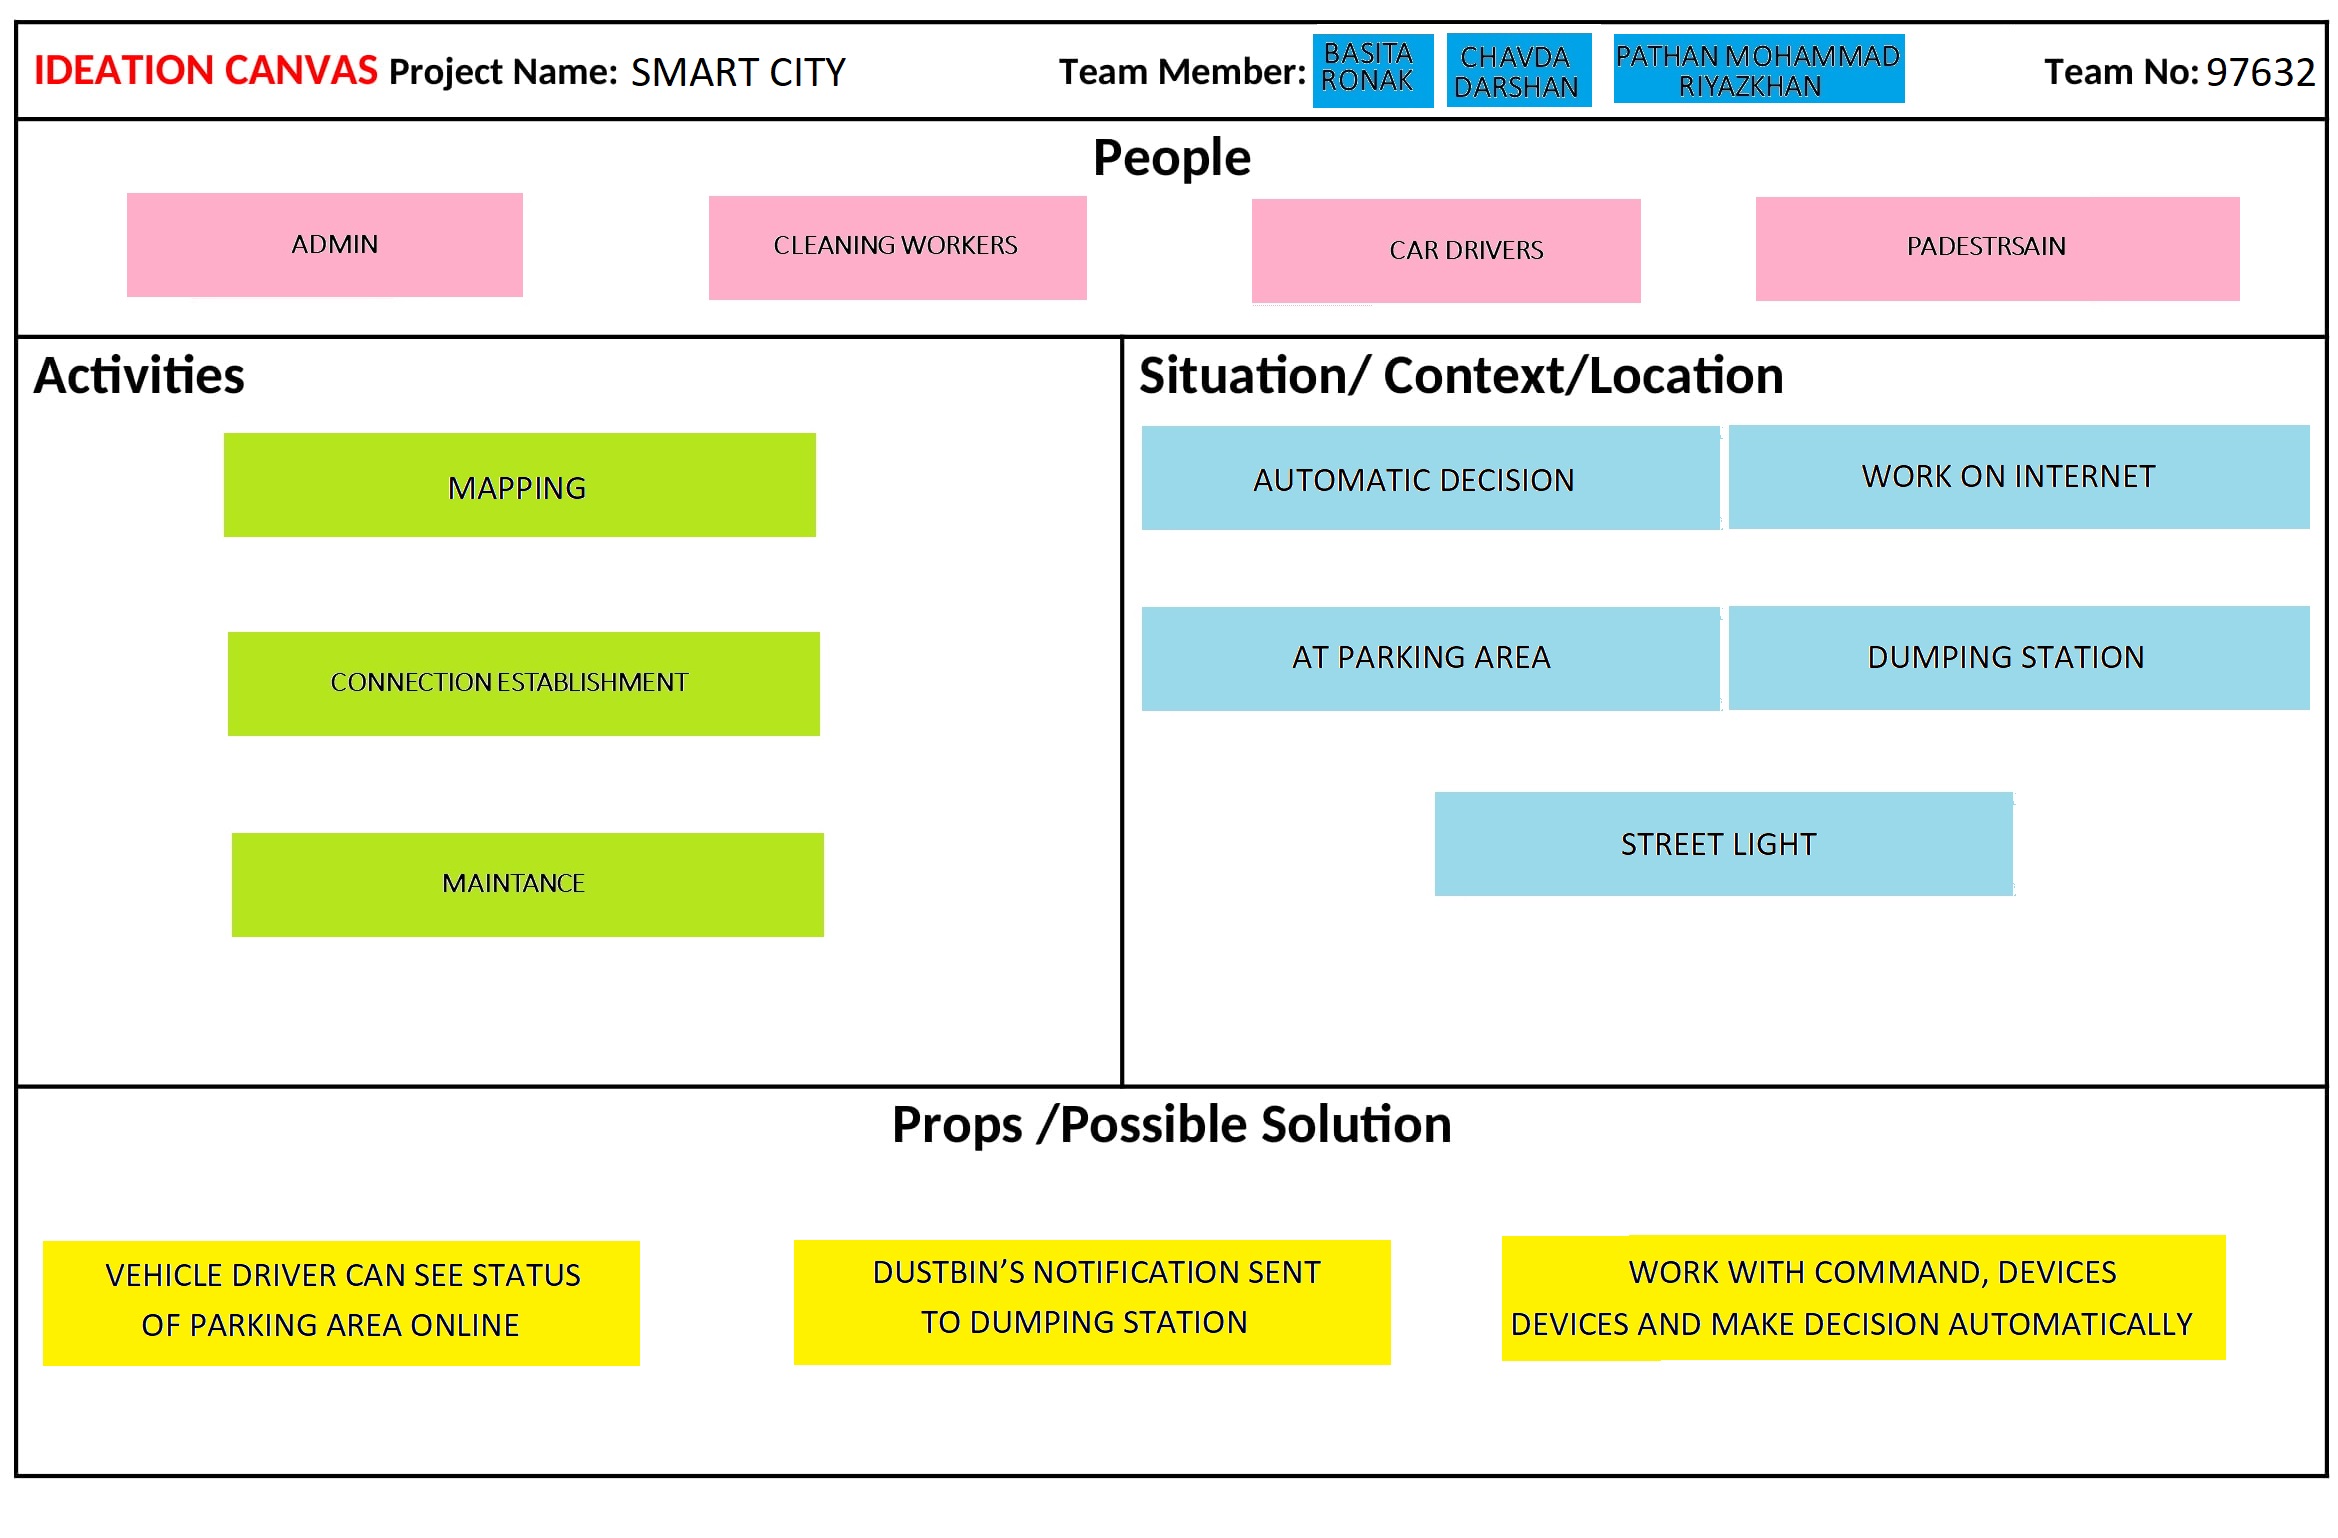 IDEATION CANVAS Project Name: SMART CITY Team Member: BASITA RONAK CHAVDA DARSHAN PATHAN MOHAMMAD RIYAZKHAN Team No: 97632
People
ADMIN CLEANING WORKERS CAR DRIVERS PADESTRSAIN
Activities
MAPPING
CONNECTION ESTABLISHMENT
MAINTANCE
Situation/ Context/Location
AUTOMATIC DECISION WORK ON INTERNET
AT PARKING AREA DUMPING STATION
STREET LIGHT
Props /Possible Solution
VEHICLE DRIVER CAN SEE STATUS
OF PARKING AREA ONLINE
DUSTBIN’S NOTIFICATION SENT
TO DUMPING STATION
WORK WITH COMMAND, DEVICES
DEVICES AND MAKE DECISION AUTOMATICALLY